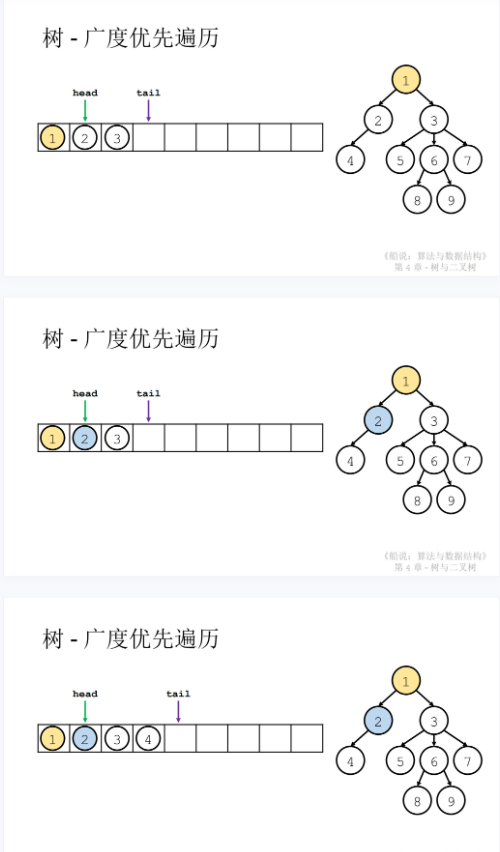 树 - 广度优先遍历
head tail
1 2 3
1
2 3
4 5 6 7
8 9
《船说：算法与数据结构》
第 4 章 - 树与二叉树
树 - 广度优先遍历
head tail
1 2 3
1
2 3
4 5 6 7
8 9
《船说：算法与数据结构》
第 4 章 - 树与二叉树
树 - 广度优先遍历
head tail
1 2 3 4
1
2 3
4 5 6 7
8 9